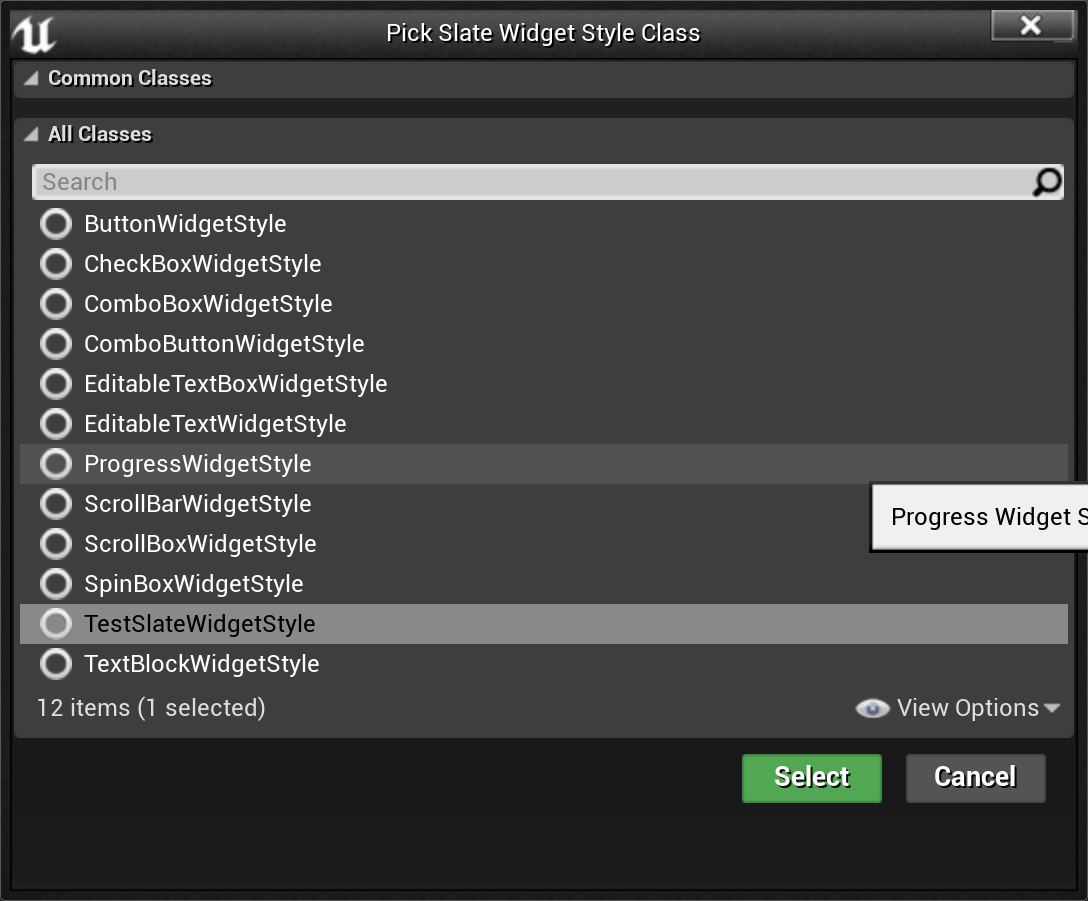 Pick Slate Widget Style Class
Common Classes
All Classes
Search
ButtonWidgetStyle
CheckBoxWidgetStyle
ComboBoxWidgetStyle
ComboButtonWidgetStyle
EditableTextBoxWidgetStyle
EditableTextWidgetStyle
ProgressWidgetStyle
ScrollBarWidgetStyle
Progress Widget S
ScrollBoxWidgetStyle
SpinBoxWidgetStyle
TestSlateWidgetStyle
TextBlockWidgetStyle
12 items (1 selected) View Options
Select Cancel